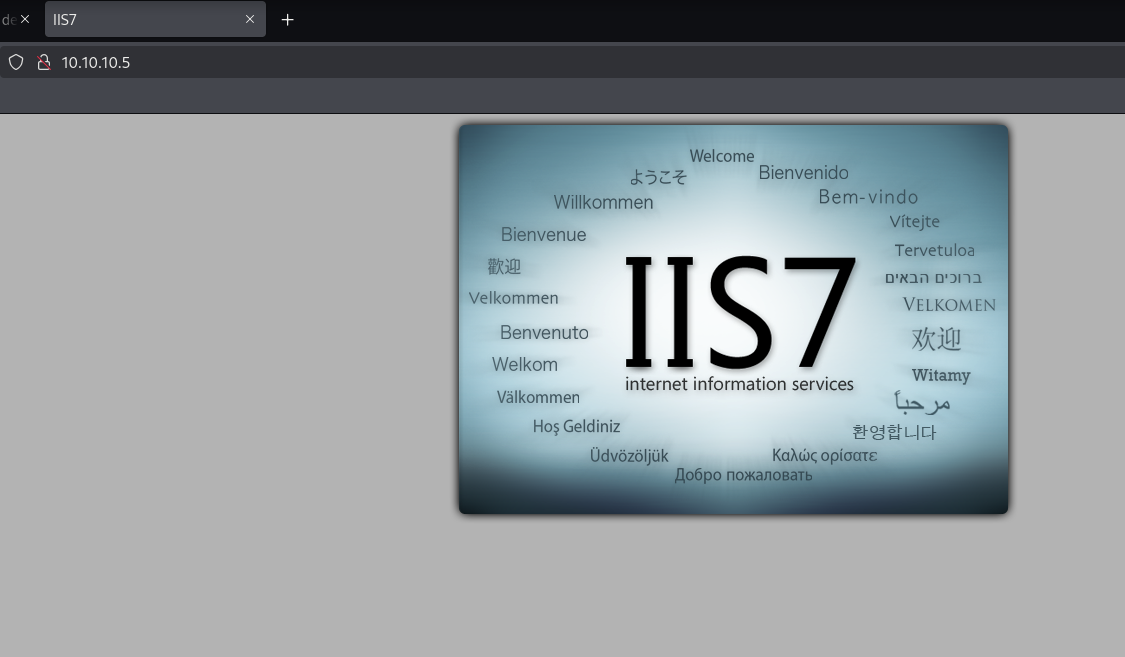 de
IIS7
10.10.10.5
Welcome
ようこそ
Bienvenido
Willkommen
Bem-vindo
Vítejte
Bienvenue
Tervetuloa
歡迎
ברוכים הבאים
Velkommen
VELKOMEN
IIS7
Benvenuto
欢迎
Welkom
Witamy
internet information services
Välkommen
مرحباً
Hoş Geldiniz
환영합니다
Üdvözöljük
Καλώς ορίσατε
Добро пожаловать